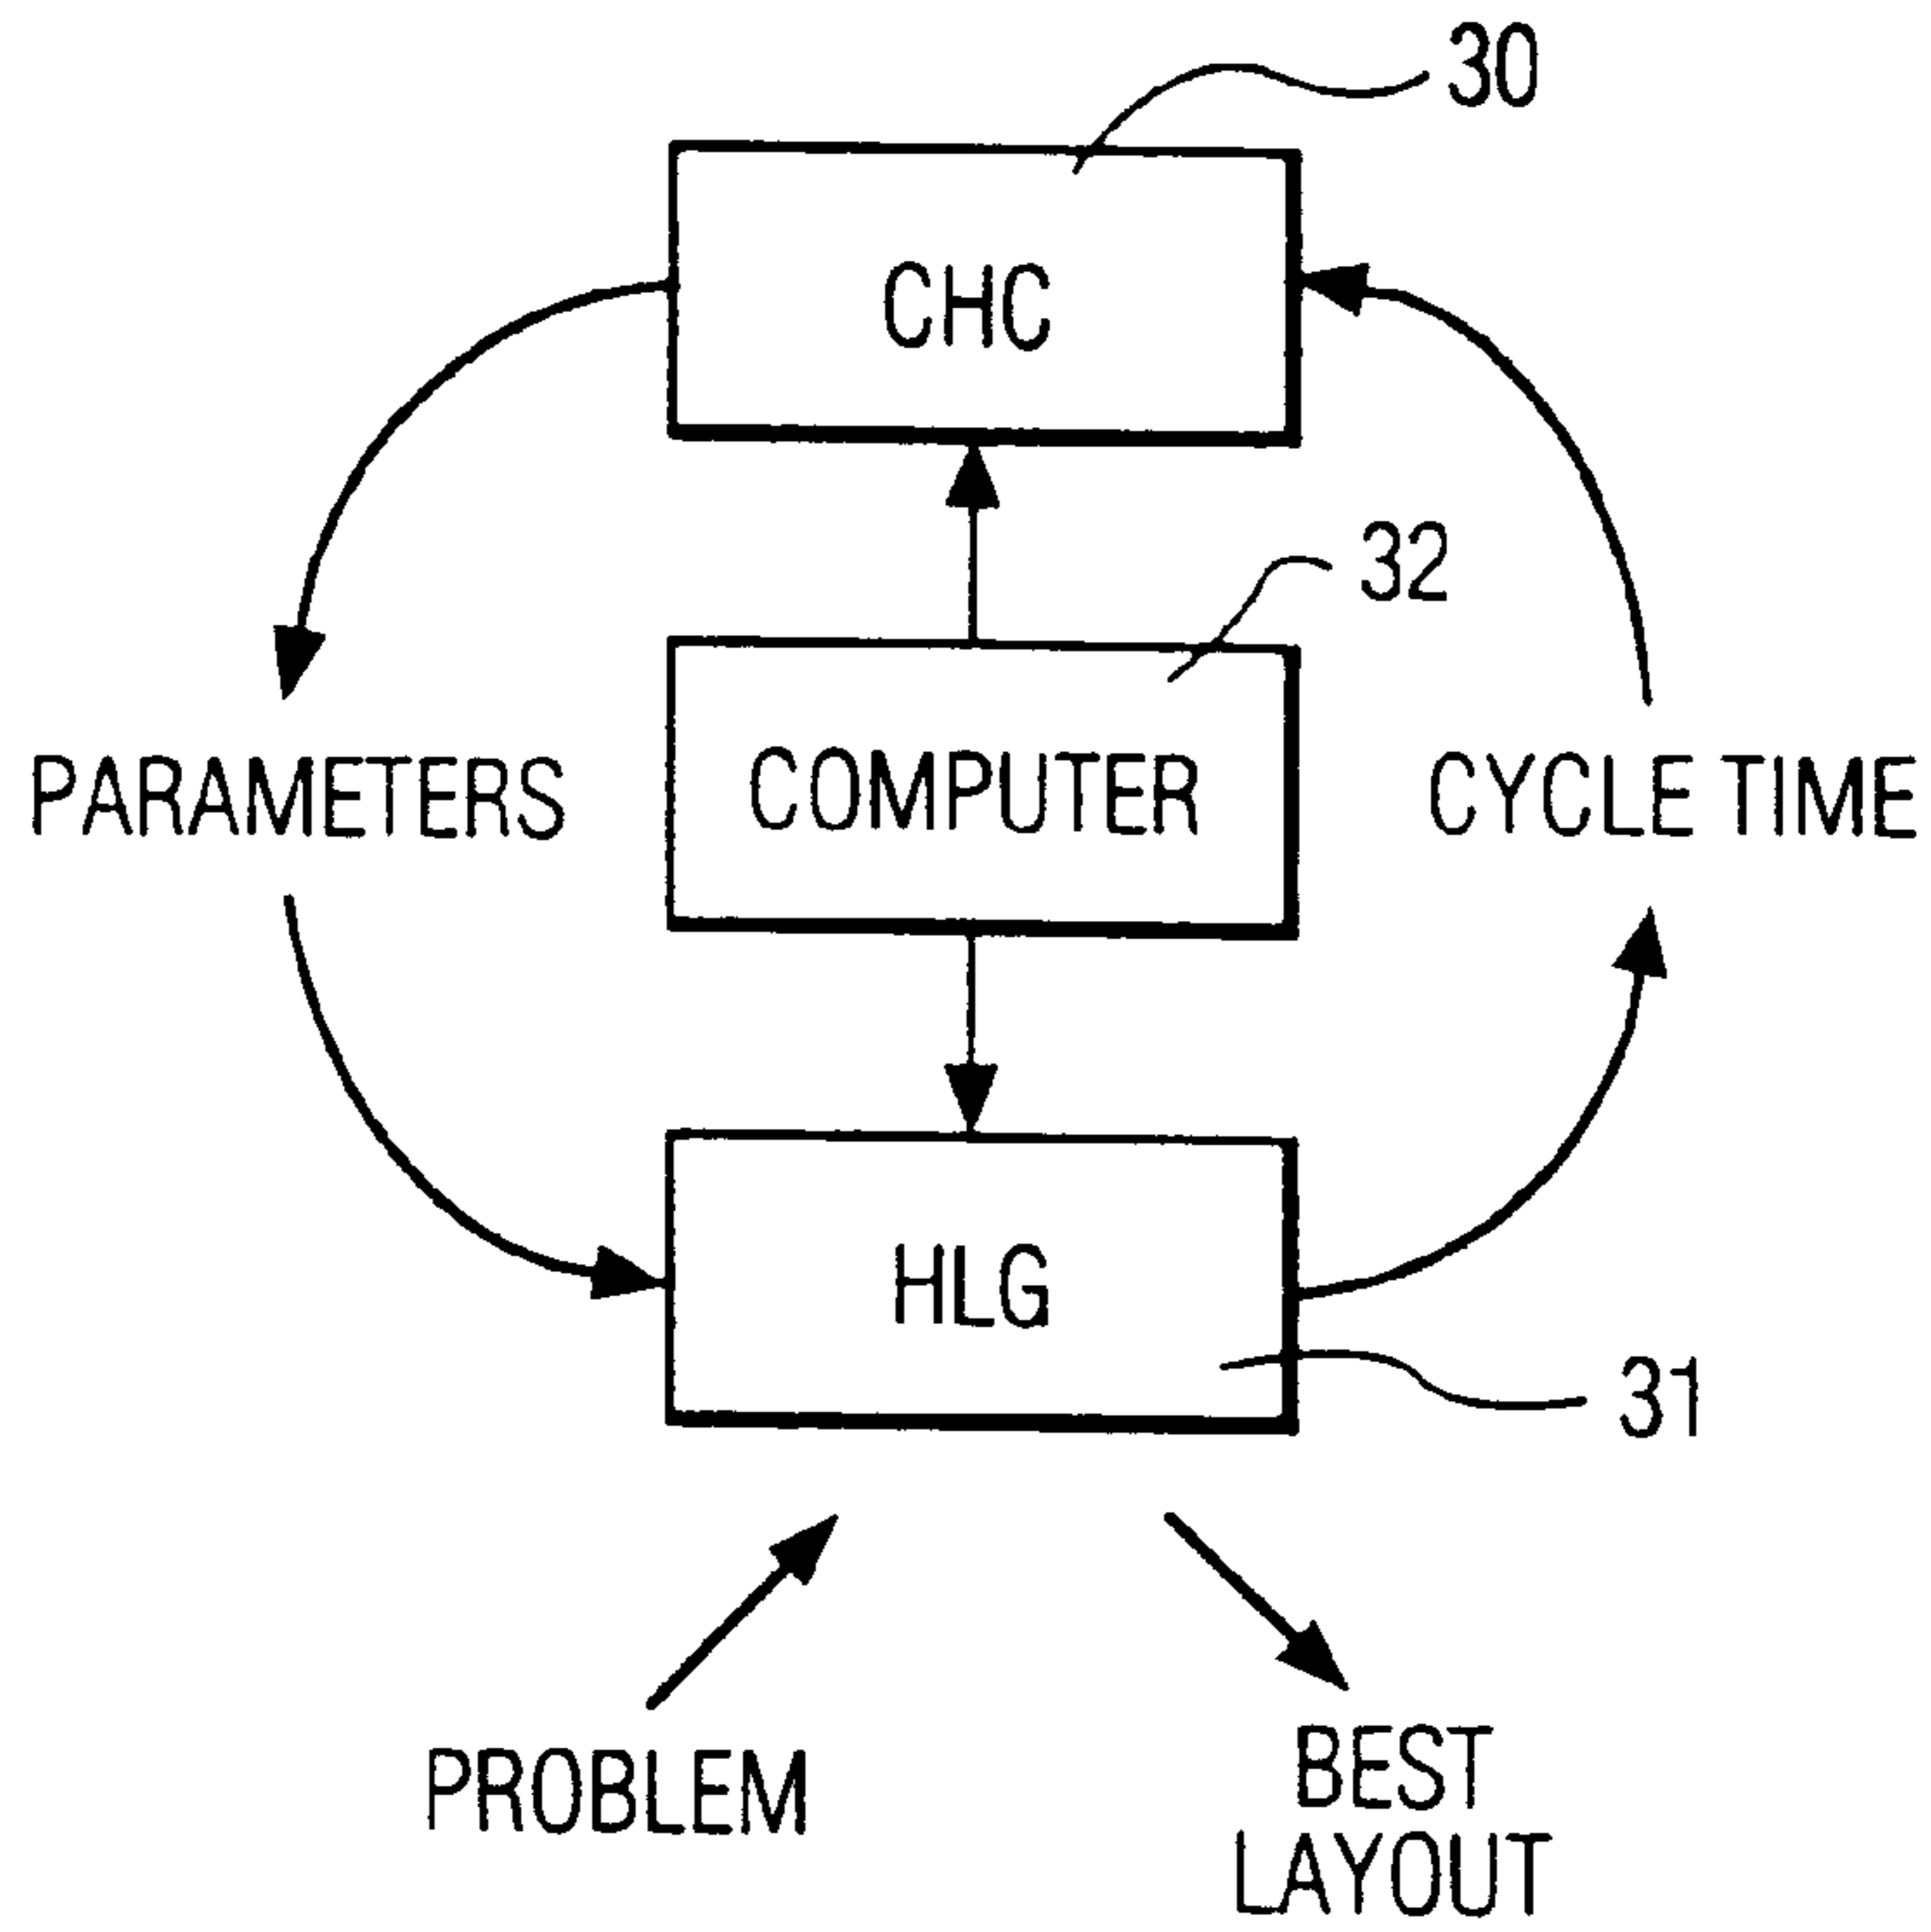 30
CHC
32
PARAMETERS
COMPUTER
CYCLE TIME
HLG
31
PROBLEM
BEST
LAYOUT